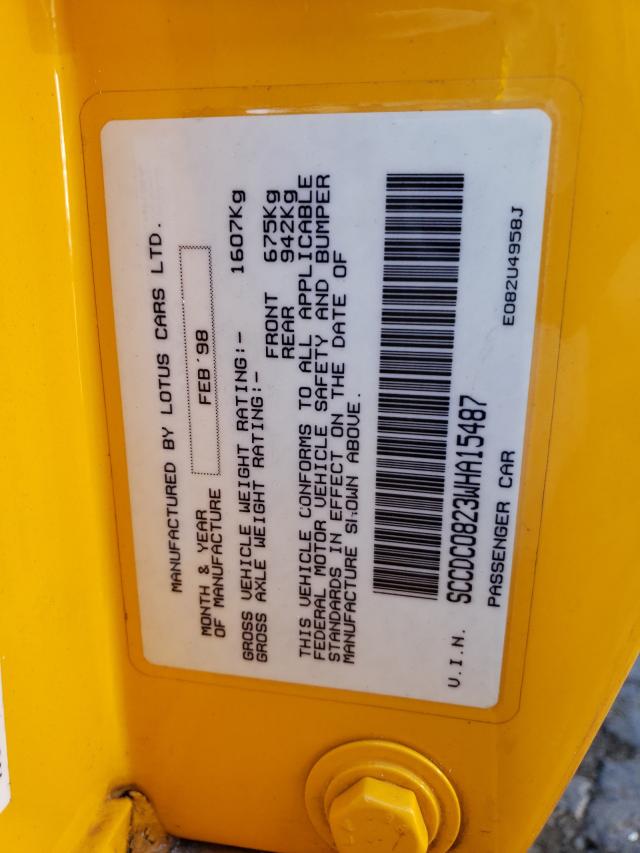 MANUFACTURED BY LOTUS CARS LTD.
MONTH & YEAR
OF MANUFACTURE
FEB '98
GROSS VEHICLE WEIGHT RATING:- 1607Kg
GROSS AXLE WEIGHT RATING:-
FRONT 675Kg
REAR 942Kg
THIS VEHICLE CONFORMS TO ALL APPLICABLE
FEDERAL MOTOR VEHICLE SAFETY AND BUMPER
STANDARDS IN EFFECT ON THE DATE OF
MANUFACTURE SHOWN ABOVE.
V.I.N. SCCDC0823WHA15487
PASSENGER CAR E082U4958J